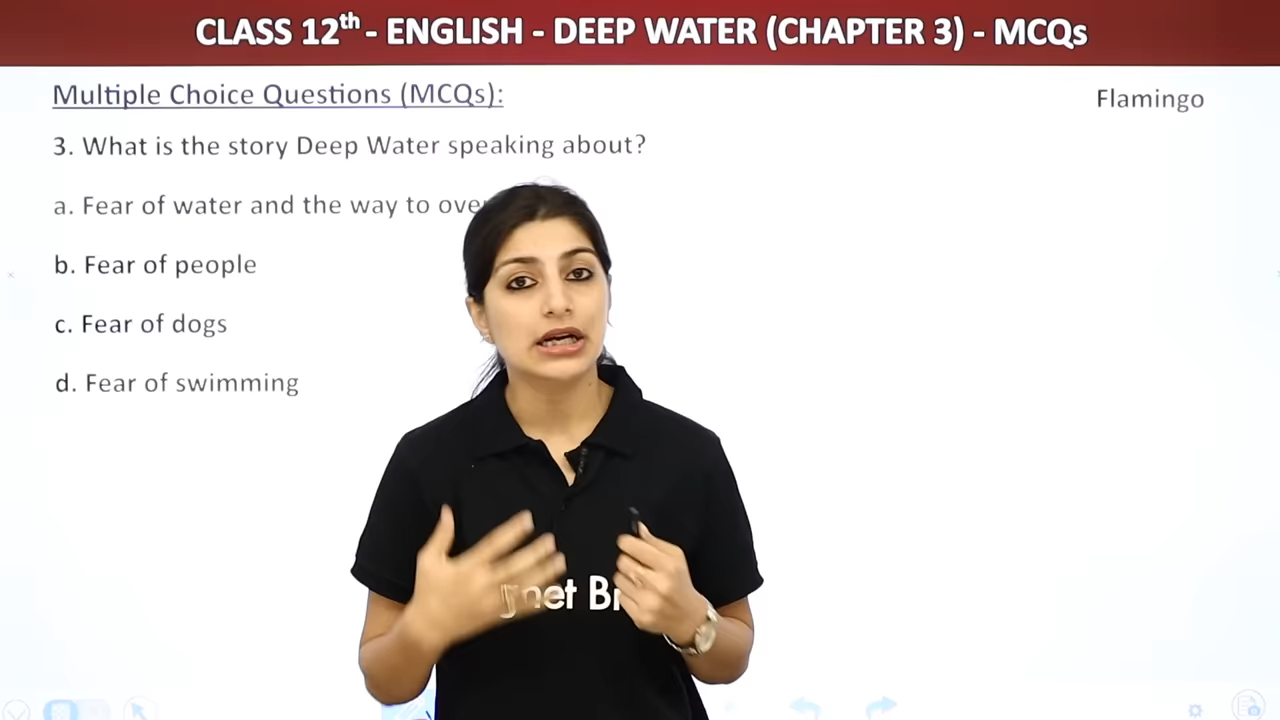 CLASS 12th - ENGLISH - DEEP WATER (CHAPTER 3) - MCQs
Multiple Choice Questions (MCQs):
Flamingo
3. What is the story Deep Water speaking about?
a. Fear of water and the way to
b. Fear of people
c. Fear of dogs
d. Fear of swimming